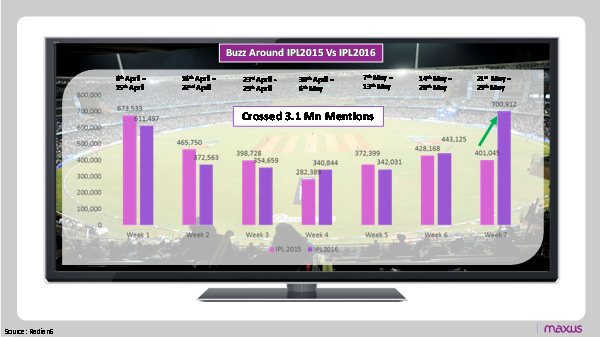 Buzz Around IPL2015 Vs IPL2016
8th April – 15th April
16th April – 22nd April
23rd April - 29th April
30th April – 6th May
7th May – 13th May
14th May – 20th May
21st May – 29th May
Crossed 3.1 Mn Mentions
800,000
700,000
600,000
500,000
400,000
300,000
200,000
100,000
0
673,533
611,497
465,750
372,563
398,728
354,659
282,389
340,844
372,399
342,031
428,168
443,125
401,045
700,912
Week 1
Week 2
Week 3
Week 4
Week 5
Week 6
Week 7
IPL 2015
IPL2016
Source: Radian6
maxus